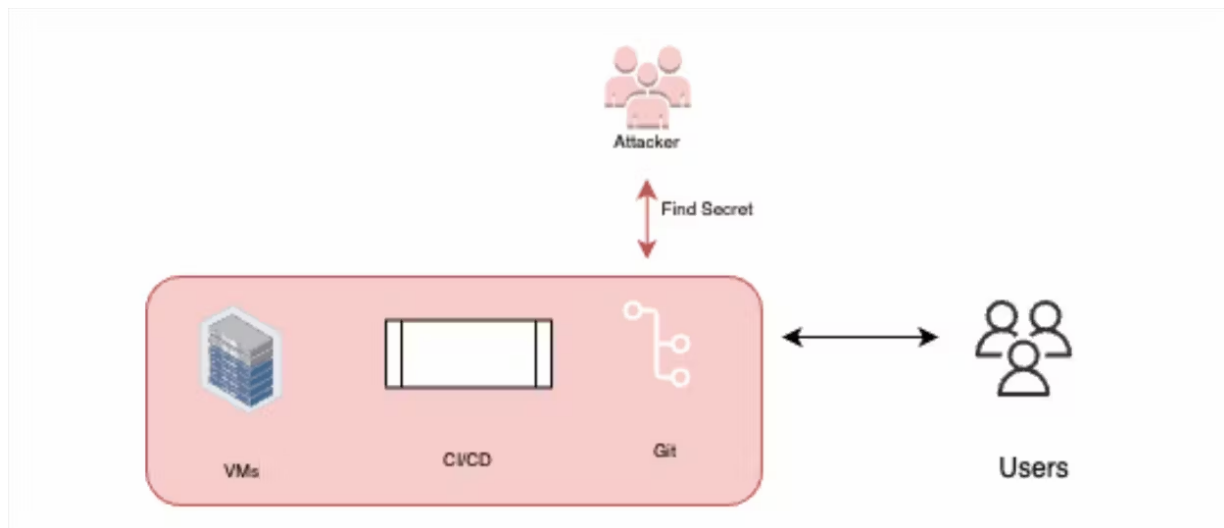 Attacker
Find Secret
VMs
CI/CD
Git
Users